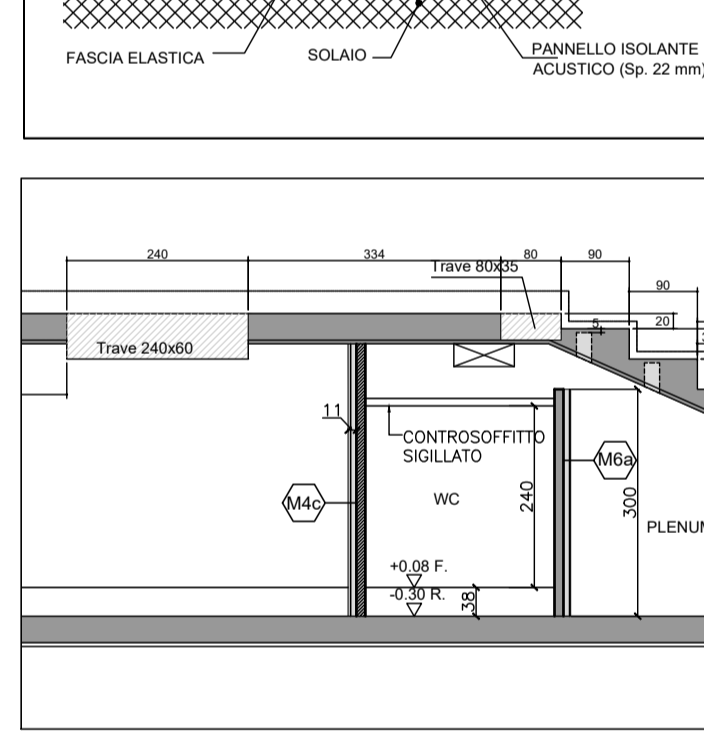 FASCIA ELASTICA
SOLAIO
PANNELLO ISOLANTE
ACUSTICO (Sp. 22 mm)
240
334
80
90
Trave 80x35
90
5
20
Trave 240x60
11
CONTROSOFFITTO
SIGILLATO
M6a
M4c
WC
240
300
PLENUM
+0.08 F.
-0.30 R.
38